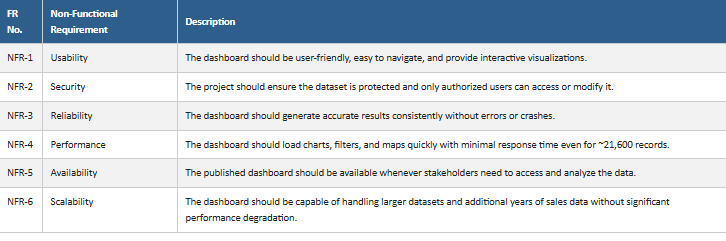 FR No. Non-Functional Requirement Description
NFR-1 Usability The dashboard should be user-friendly, easy to navigate, and provide interactive visualizations.
NFR-2 Security The project should ensure the dataset is protected and only authorized users can access or modify it.
NFR-3 Reliability The dashboard should generate accurate results consistently without errors or crashes.
NFR-4 Performance The dashboard should load charts, filters, and maps quickly with minimal response time even for ~21,600 records.
NFR-5 Availability The published dashboard should be available whenever stakeholders need to access and analyze the data.
NFR-6 Scalability The dashboard should be capable of handling larger datasets and additional years of sales data without significant
performance degradation.